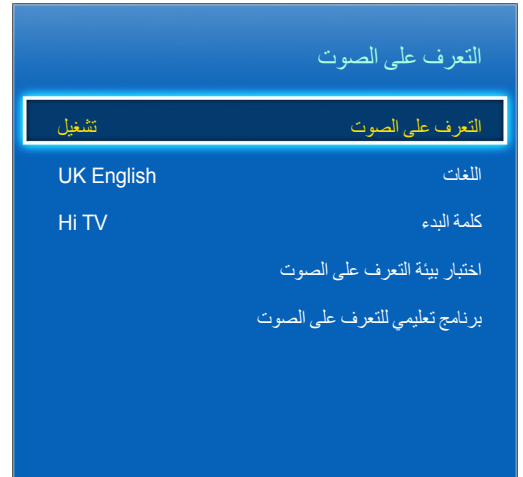 التعرف على الصوت
التعرف على الصوت تشغيل
اللغات UK English
كلمة البدء Hi TV
اختبار بيئة التعرف على الصوت
برنامج تعليمي للتعرف على الصوت